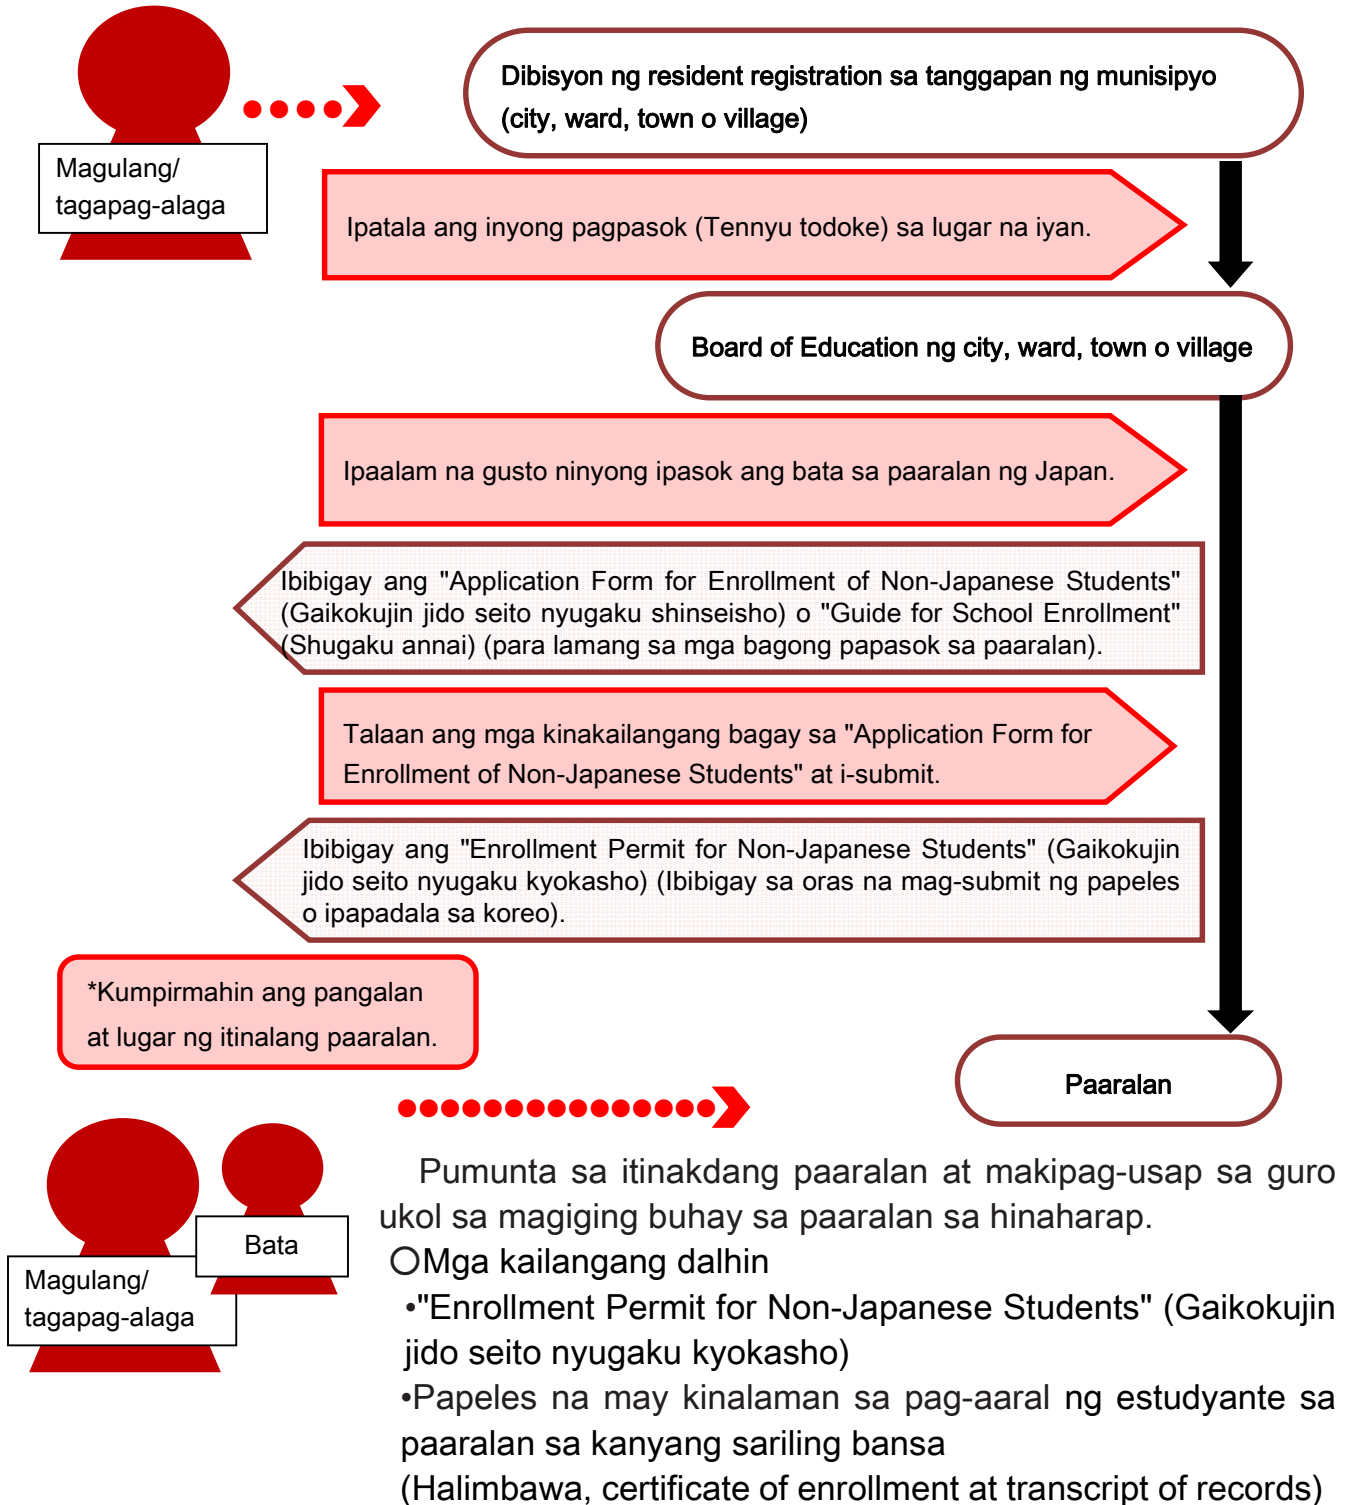 Dibisyon ng resident registration sa tanggapan ng munisipyo
(city, ward, town o village)
Magulang/
tagapag-alaga
Ipatala ang inyong pagpasok (Tennyu todoke) sa lugar na iyan.
Board of Education ng city, ward, town o village
Ipaalam na gusto ninyong ipasok ang bata sa paaralan ng Japan.
Ibibigay ang "Application Form for Enrollment of Non-Japanese Students"
(Gaikokujin jido seito nyugaku shinseisho) o "Guide for School Enrollment"
(Shugaku annai) (para lamang sa mga bagong papasok sa paaralan).
Talaan ang mga kinakailangang bagay sa "Application Form for
Enrollment of Non-Japanese Students" at i-submit.
Ibibigay ang "Enrollment Permit for Non-Japanese Students" (Gaikokujin
jido seito nyugaku kyokasho) (Ibibigay sa oras na mag-submit ng papeles
o ipapadala sa koreo).
*Kumpirmahin ang pangalan
at lugar ng itinalang paaralan.
Paaralan
Bata
Magulang/
tagapag-alaga
Pumunta sa itinakdang paaralan at makipag-usap sa guro
ukol sa magiging buhay sa paaralan sa hinaharap.
○Mga kailangang dalhin
•"Enrollment Permit for Non-Japanese Students" (Gaikokujin
jido seito nyugaku kyokasho)
•Papeles na may kinalaman sa pag-aaral ng estudyante sa
paaralan sa kanyang sariling bansa
(Halimbawa, certificate of enrollment at transcript of records)